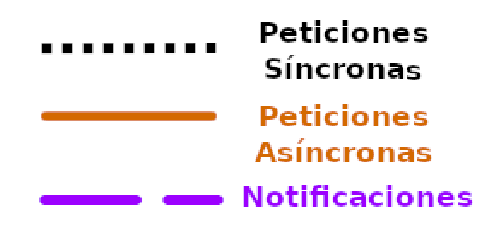 Peticiones
Síncronas
Peticiones
Asíncronas
Notificaciones